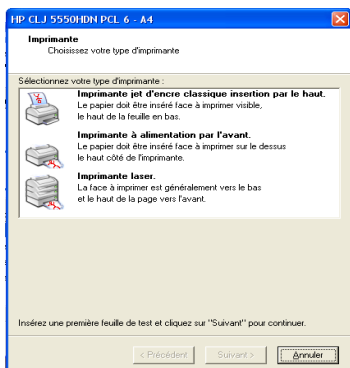 HP CLJ 5550HDN PCL 6 - A4
Imprimante
Choisissez votre type d'imprimante
Sélectionnez votre type d'imprimante :
Imprimante jet d'encre classique insertion par le haut.
Le papier doit être inséré face à imprimer visible,
le haut de la feuille en bas.
Imprimante à alimentation par l'avant.
Le papier doit être inséré face à imprimer sur le dessus
le haut côté de l'imprimante.
Imprimante laser.
La face à imprimer est généralement vers le bas
et le haut de la page vers l'avant.
Insérez une première feuille de test et cliquez sur "Suivant" pour continuer.
< Précédent
Suivant >
Annuler